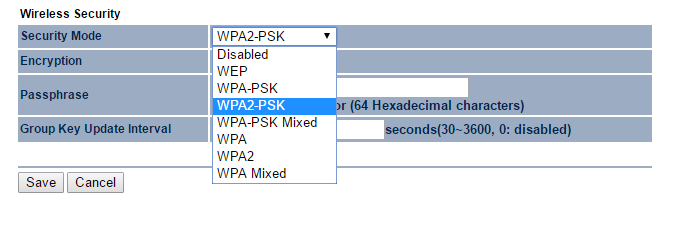 Wireless Security
Security Mode WPA2-PSK
Disabled
Encryption
WEP
WPA-PSK
Passphrase
WPA2-PSK or (64 Hexadecimal characters)
WPA-PSK Mixed
Group Key Update Interval seconds(30~3600, 0: disabled)
WPA
WPA2
WPA Mixed
Save Cancel